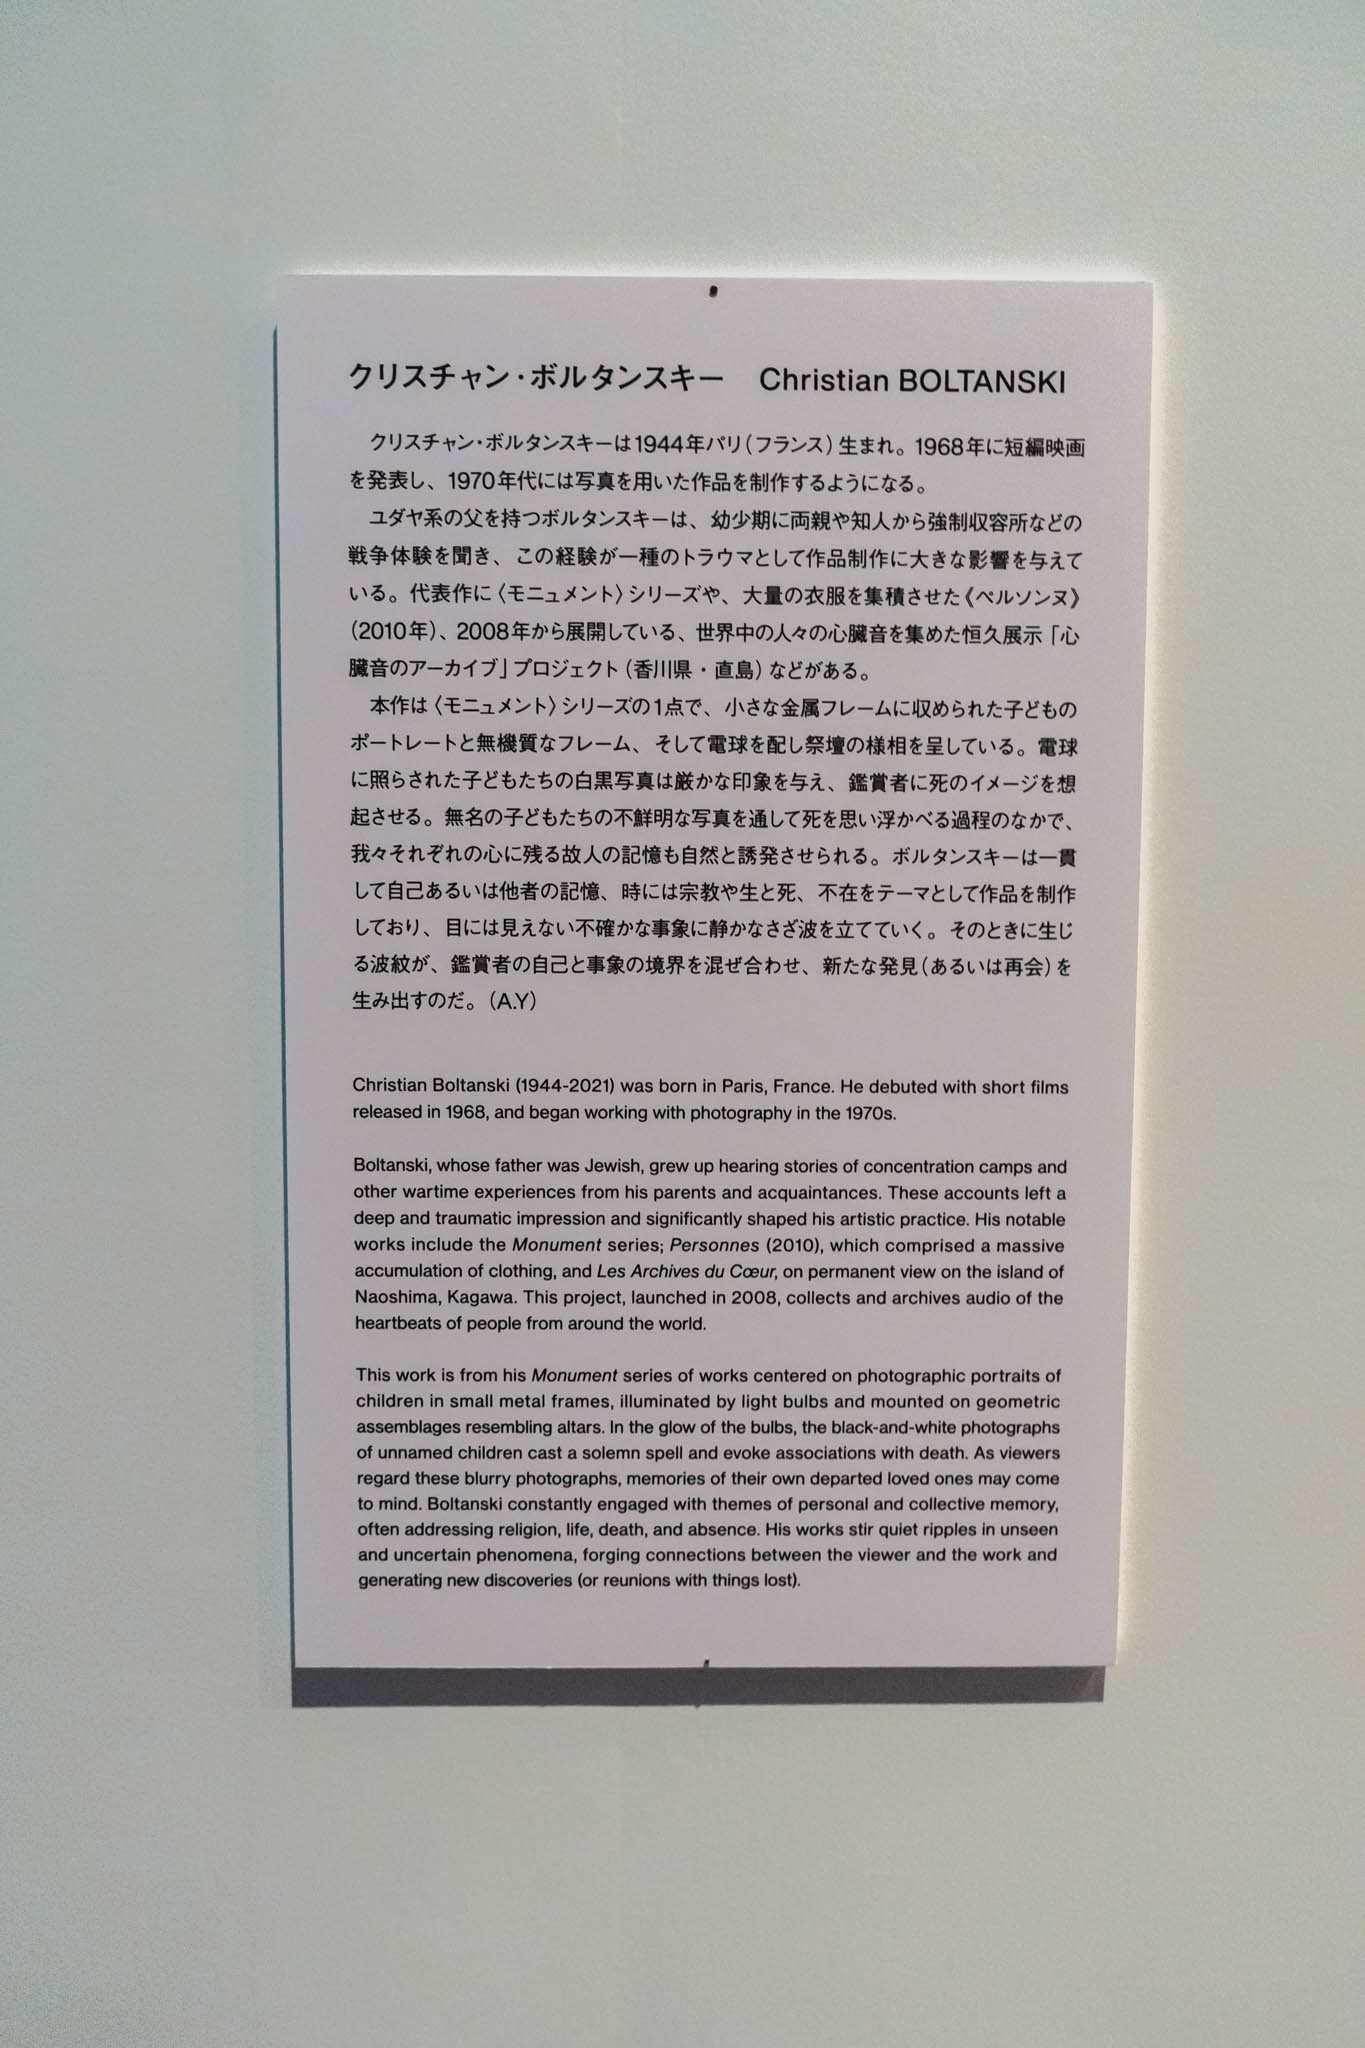 クリスチャン・ボルタンスキー　Christian BOLTANSKI
クリスチャン・ボルタンスキーは1944年パリ（フランス）生まれ。1968年に短編映画
を発表し、1970年代には写真を用いた作品を制作するようになる。
ユダヤ系の父を持つボルタンスキーは、幼少期に両親や知人から強制収容所などの
戦争体験を聞き、この経験が一種のトラウマとして作品制作に大きな影響を与えて
いる。代表作に〈モニュメント〉シリーズや、大量の衣服を集積させた《ペルソンヌ》
（2010年）、2008年から展開している、世界中の人々の心臓音を集めた恒久展示「心
臓音のアーカイブ」プロジェクト（香川県・直島）などがある。
本作は〈モニュメント〉シリーズの1点で、小さな金属フレームに収められた子どもの
ポートレートと無機質なフレーム、そして電球を配し祭壇の様相を呈している。電球
に照らされた子どもたちの白黒写真は厳かな印象を与え、鑑賞者に死のイメージを想
起させる。無名の子どもたちの不鮮明な写真を通して死を思い浮かべる過程のなかで、
我々それぞれの心に残る故人の記憶も自然と誘発させられる。ボルタンスキーは一貫
して自己あるいは他者の記憶、時には宗教や生と死、不在をテーマとして作品を制作
しており、目には見えない不確かな事象に静かなさざ波を立てていく。そのときに生じ
る波紋が、鑑賞者の自己と事象の境界を混ぜ合わせ、新たな発見（あるいは再会）を
生み出すのだ。（A.Y）
Christian Boltanski (1944-2021) was born in Paris, France. He debuted with short films
released in 1968, and began working with photography in the 1970s.
Boltanski, whose father was Jewish, grew up hearing stories of concentration camps and
other wartime experiences from his parents and acquaintances. These accounts left a
deep and traumatic impression and significantly shaped his artistic practice. His notable
works include the Monument series; Personnes (2010), which comprised a massive
accumulation of clothing, and Les Archives du Cœur, on permanent view on the island of
Naoshima, Kagawa. This project, launched in 2008, collects and archives audio of the
heartbeats of people from around the world.
This work is from his Monument series of works centered on photographic portraits of
children in small metal frames, illuminated by light bulbs and mounted on geometric
assemblages resembling altars. In the glow of the bulbs, the black-and-white photographs
of unnamed children cast a solemn spell and evoke associations with death. As viewers
regard these blurry photographs, memories of their own departed loved ones may come
to mind. Boltanski constantly engaged with themes of personal and collective memory,
often addressing religion, life, death, and absence. His works stir quiet ripples in unseen
and uncertain phenomena, forging connections between the viewer and the work and
generating new discoveries (or reunions with things lost).